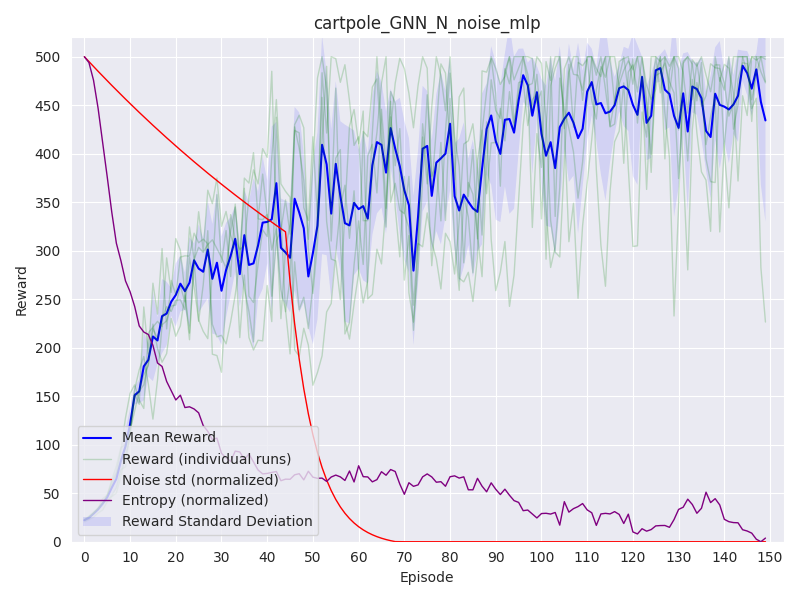 cartpole_GNN_N_noise_mlp
Reward
500
450
400
350
300
250
200
150
100
50
0
Mean Reward
Reward (individual runs)
Noise std (normalized)
Entropy (normalized)
Reward Standard Deviation
0 10 20 30 40 50 60 70 80 90 100 110 120 130 140 150
Episode